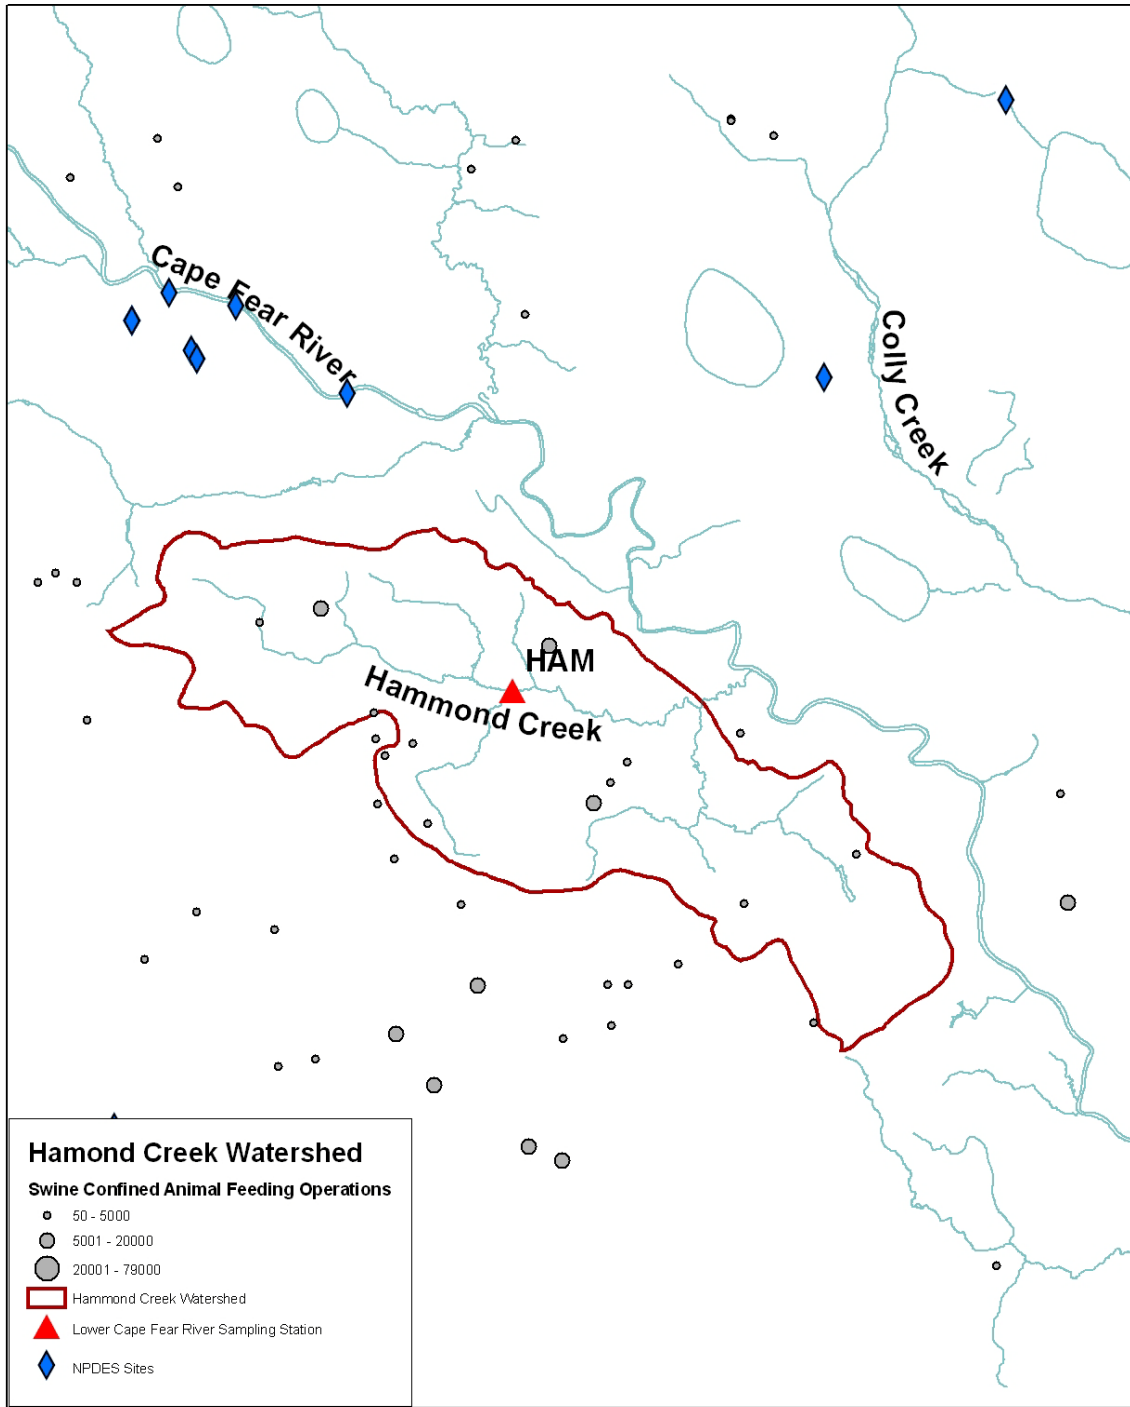 Cape Fear River
Colly Creek
HAM
Hammond Creek
Hamond Creek Watershed
Swine Confined Animal Feeding Operations
50 - 5000
5001 - 20000
20001 - 79000
Hammond Creek Watershed
Lower Cape Fear River Sampling Station
NPDES Sites